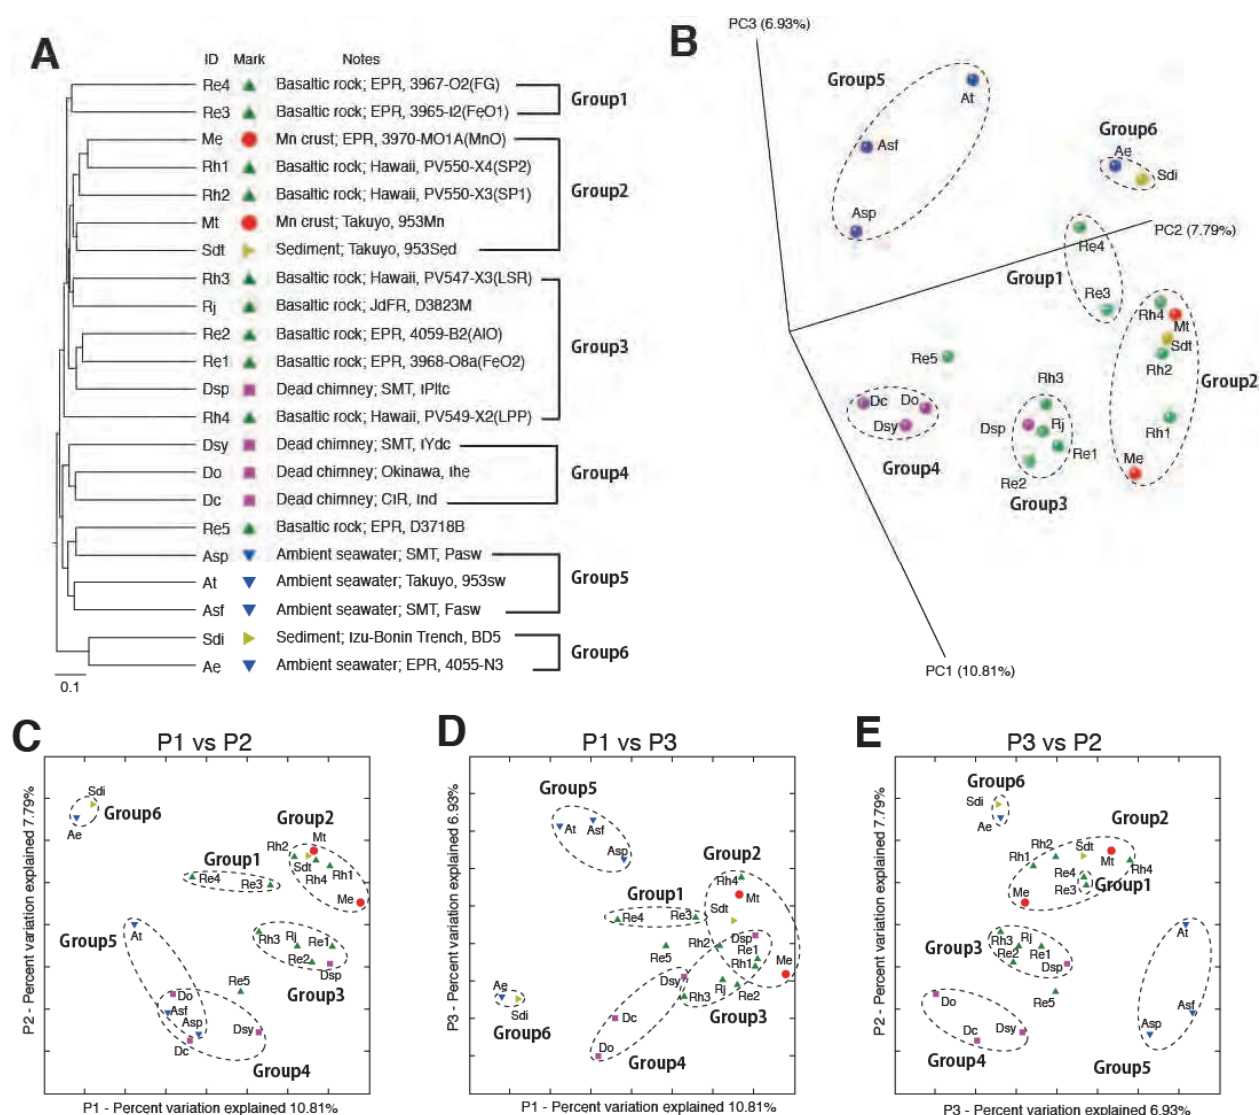 A
ID Mark Notes
Re4 Basaltic rock; EPR, 3967-O2(FG)
Group1
Re3 Basaltic rock; EPR, 3965-I2(FeO1)
Me Mn crust; EPR, 3970-MO1A(MnO)
Rh1 Basaltic rock; Hawaii, PV550-X4(SP2)
Group2
Rh2 Basaltic rock; Hawaii, PV550-X3(SP1)
Mt Mn crust; Takuyo, 953Mn
Sdt Sediment; Takuyo, 953Sed
Rh3 Basaltic rock; Hawaii, PV547-X3(LSR)
Rj Basaltic rock; JdFR, D3823M
Re2 Basaltic rock; EPR, 4059-B2(AlO)
Group3
Re1 Basaltic rock; EPR, 3968-O8a(FeO2)
Dsp Dead chimney; SMT, iPltc
Rh4 Basaltic rock; Hawaii, PV549-X2(LPP)
Dsy Dead chimney; SMT, iYdc
Do Dead chimney; Okinawa, ihe
Group4
Dc Dead chimney; CIR, ind
Re5 Basaltic rock; EPR, D3718B
Asp Ambient seawater; SMT, Pasw
At Ambient seawater; Takuyo, 953sw
Group5
Asf Ambient seawater; SMT, Fasw
Sdi Sediment; Izu-Bonin Trench, BD5
Group6
Ae Ambient seawater; EPR, 4055-N3
0.1
B
PC3 (6.93%)
Group5
At
Asf
Asp
Group6
Ae
Sdi
PC2 (7.79%)
Re4
Group1
Re3
Rh4
Mt
Sdt
Rh2
Group2
Rh1
Me
Re5
Dc Do
Dsy
Group4
Rh3
Dsp Rj
Re1
Re2
Group3
PC1 (10.81%)
C
P1 vs P2
P2 - Percent variation explained 7.79%
Sdi
Group6
Ae
Group2
Mt
Rh2
Sdt Rh1
Rh4
Me
Group1
Re4 Re3
Group5
At
Rh3 Rj Re1
Re2
Dsp
Group3
Re5
Do
Asf
Asp
Dsy
Dc
Group4
P1 - Percent variation explained 10.81%
D
P1 vs P3
P3 - Percent variation explained 6.93%
Group5
At Asf
Asp
Group2
Rh4
Mt
Group1
Sdt
Re4 Re3
Dsp
Rh2 Re1
Rh1
Me
Re5
Dsy
Rj
Re2
Rh3
Group3
Ae
Sdi
Group6
Dc
Do
Group4
P1 - Percent variation explained 10.81%
E
P3 vs P2
P2 - Percent variation explained 7.79%
Group6
Sdi
Ae
Group2
Rh2 Sdt
Rh1 Mt
Rh4
Re4
Re3 Group1
Me
Group3
Rh3 Rj
Re2 Re1
Dsp
At
Re5
Do
Dc Dsy
Group4
Asf
Asp
Group5
P3 - Percent variation explained 6.93%